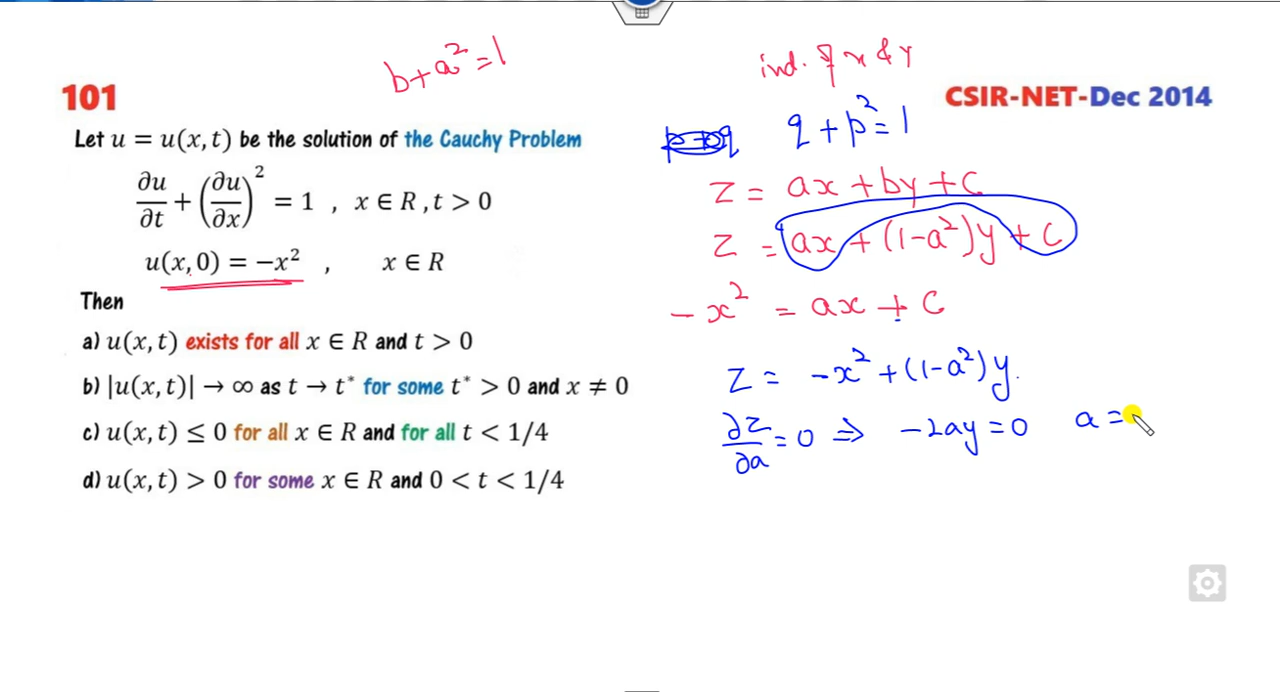 b+a²=1
ind. of x & y
101
CSIR-NET-Dec 2014
Let u = u(x, t) be the solution of the Cauchy Problem
∂u/∂t + (∂u/∂x)² = 1 , x ∈ R , t > 0
u(x, 0) = −x² , x ∈ R
Then
a) u(x, t) exists for all x ∈ R and t > 0
b) |u(x, t)| → ∞ as t → t* for some t* > 0 and x ≠ 0
c) u(x, t) ≤ 0 for all x ∈ R and for all t < 1/4
d) u(x, t) > 0 for some x ∈ R and 0 < t < 1/4
q + p² = 1
z = ax + by + c
z = ax + (1-a²)y + c
-x² = ax + c
z = -x² + (1-a²)y.
∂z/∂a = 0 ⇒ -2ay = 0 a =